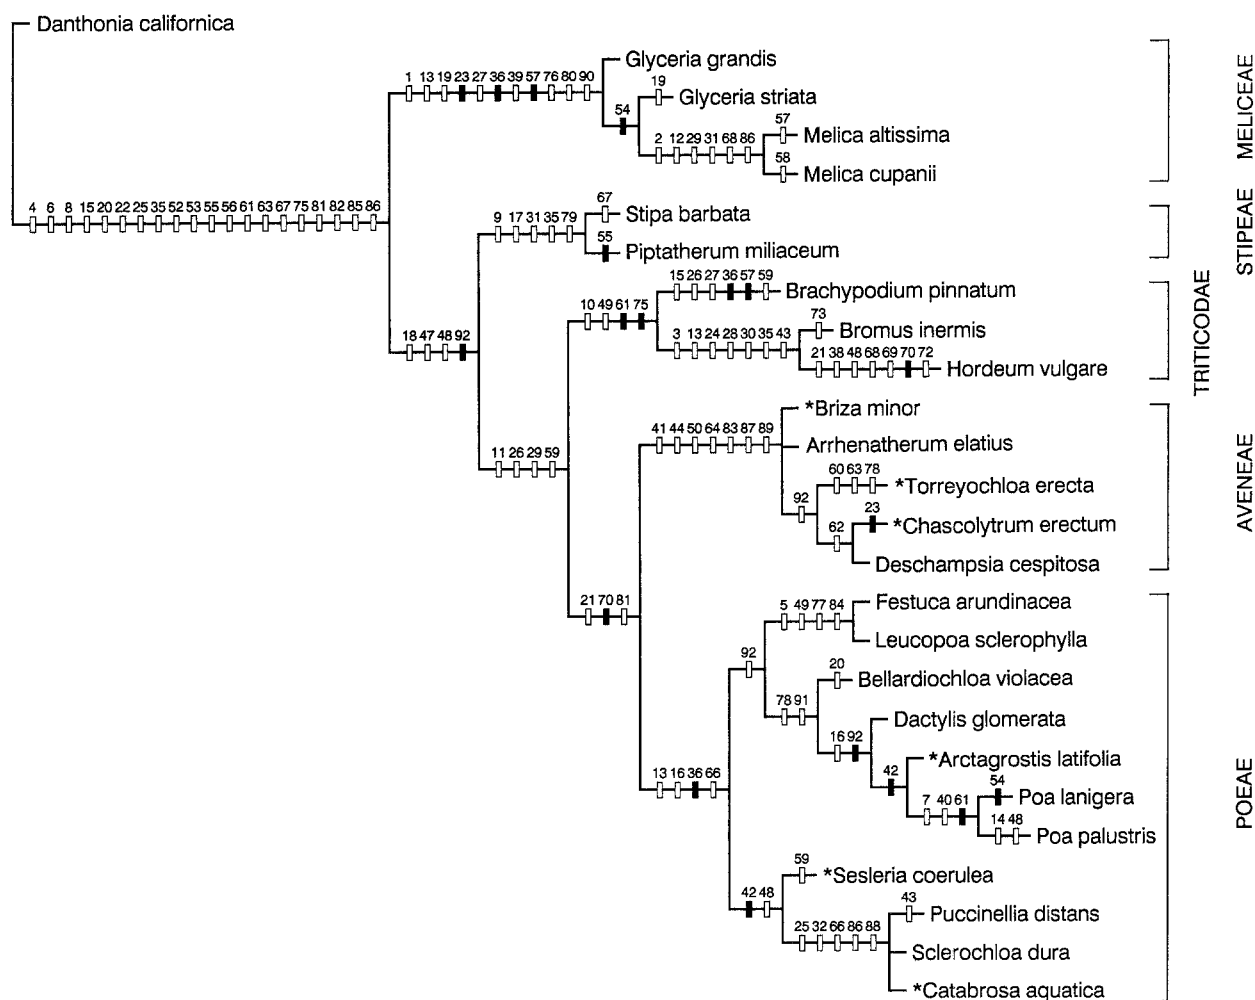 Danthonia californica
Glyceria grandis
1 13 19 23 27 36 39 57 76 80 90
19
Glyceria striata
54
57
Melica altissima
2 12 29 31 68 86
58
Melica cupanii
MELICEAE
4 6 8 15 20 22 25 35 52 53 55 56 61 63 67 75 81 82 85 86
67
Stipa barbata
9 17 31 35 79
55
Piptatherum miliaceum
STIPEAE
15 26 27 36 57 59
Brachypodium pinnatum
10 49 61 75
73
Bromus inermis
3 13 24 28 30 35 43
21 38 48 68 69 70 72
Hordeum vulgare
TRITICODAE
18 47 48 92
*Briza minor
41 44 50 64 83 87 89
Arrhenatherum elatius
11 26 29 59
60 63 78
*Torreyochloa erecta
92
23
*Chascolytrum erectum
62
Deschampsia cespitosa
AVENEAE
21 70 81
Festuca arundinacea
5 49 77 84
Leucopoa sclerophylla
92
20
Bellardiochloa violacea
78 91
Dactylis glomerata
16 92
*Arctagrostis latifolia
42
54
Poa lanigera
7 40 61
14 48
Poa palustris
13 16 36 66
POEAE
59
*Sesleria coerulea
42 48
43
Puccinellia distans
25 32 66 86 88
Sclerochloa dura
*Catabrosa aquatica